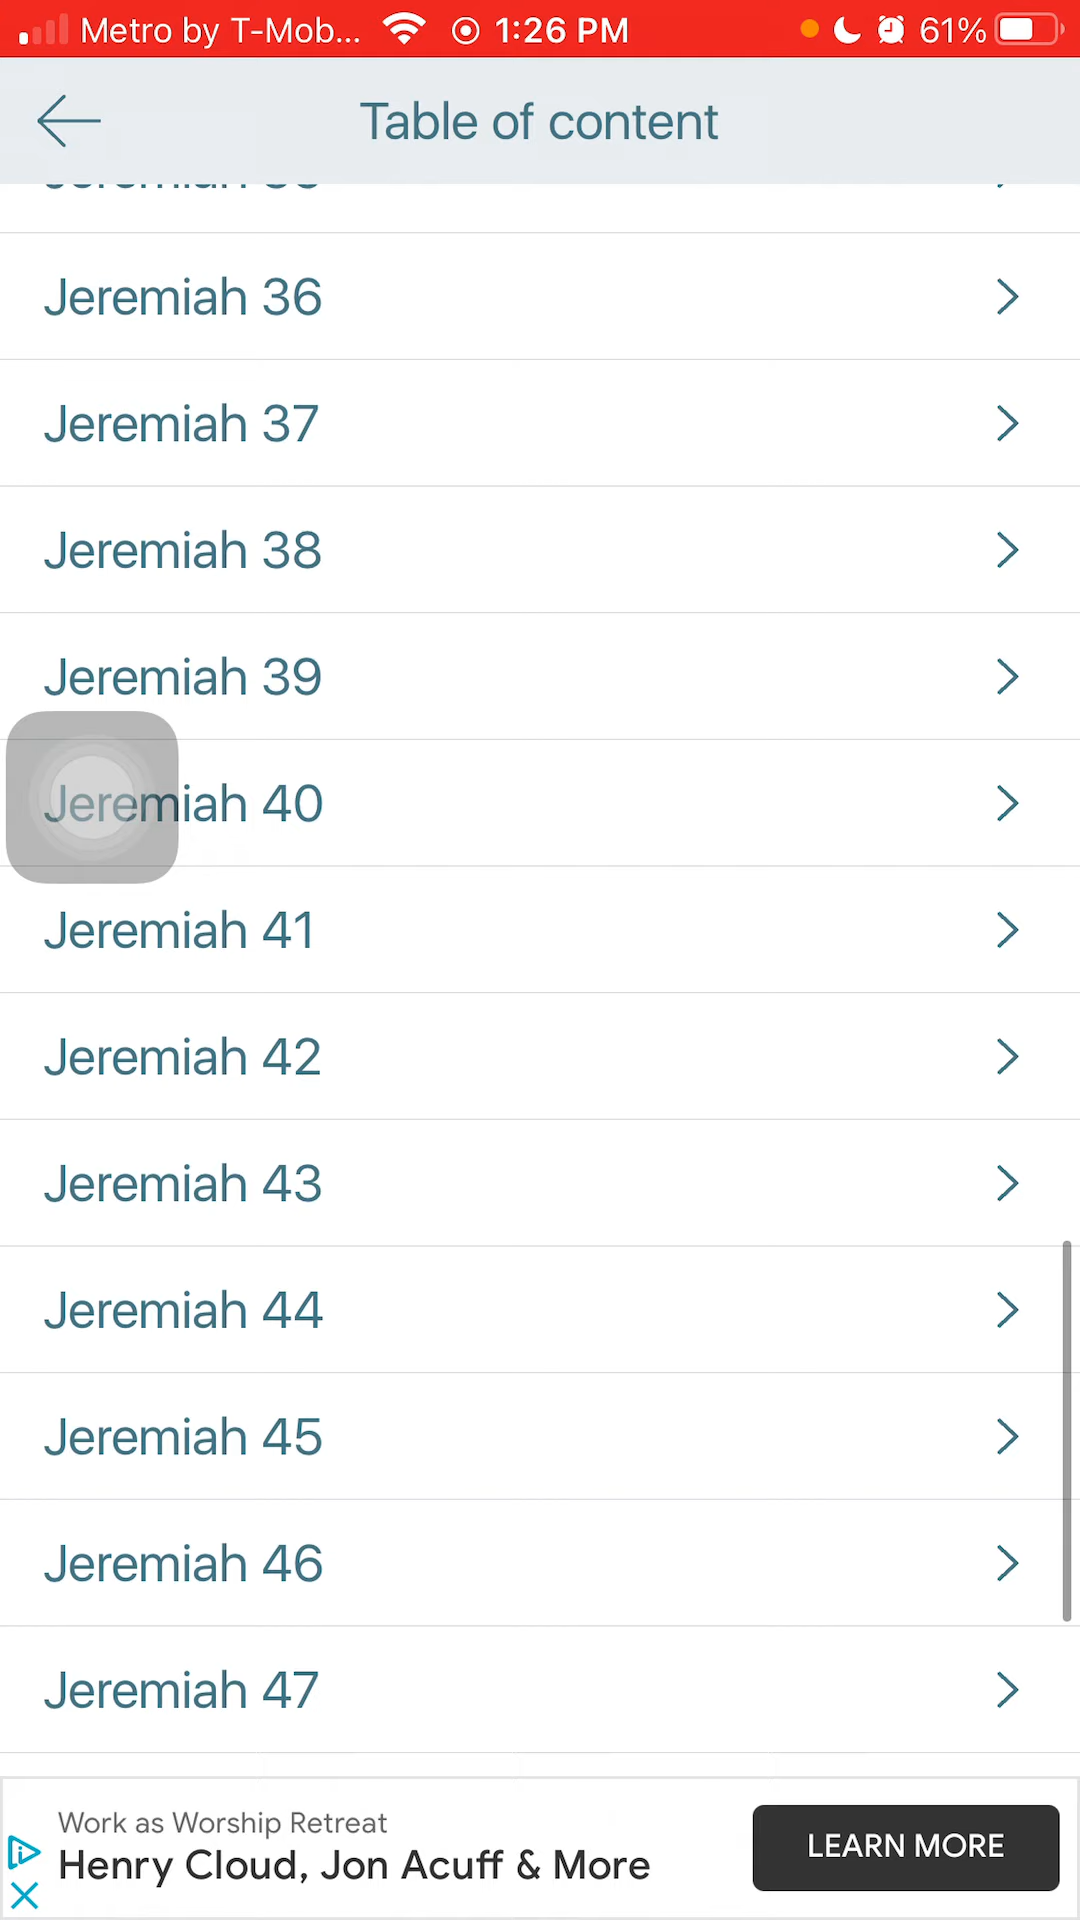 Metro by T-Mob... 1:26 PM 61%
Table of content
Jeremiah 36
Jeremiah 37
Jeremiah 38
Jeremiah 39
Jeremiah 40
Jeremiah 41
Jeremiah 42
Jeremiah 43
Jeremiah 44
Jeremiah 45
Jeremiah 46
Jeremiah 47
Work as Worship Retreat
Henry Cloud, Jon Acuff & More
LEARN MORE